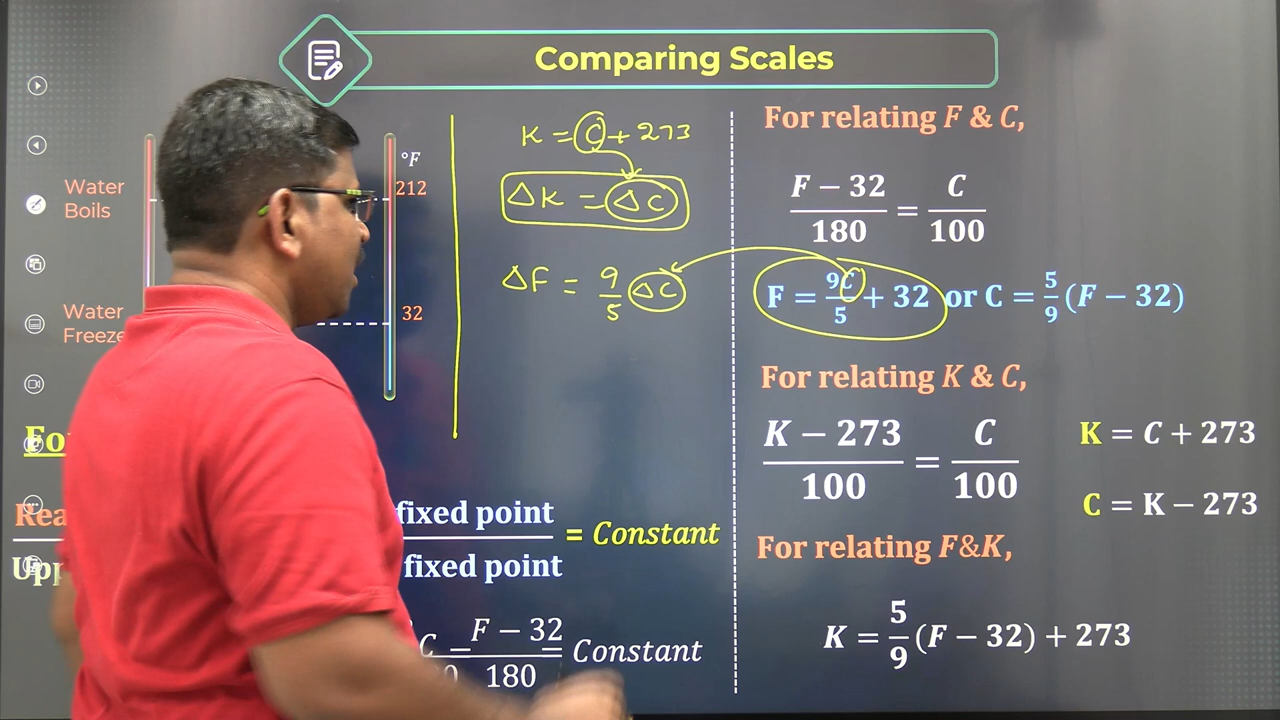 Comparing Scales
Water
Boils
Water
Freeze
°F
212
32
K = C + 273
ΔK = ΔC
ΔF = 9/5 ΔC
fixed point
fixed point
= Constant
C
F − 32
180
= Constant
For relating F & C,
F − 32 / 180 = C / 100
F = 9C/5 + 32 or C = 5/9 (F − 32)
For relating K & C,
K − 273 / 100 = C / 100
K = C + 273
C = K − 273
For relating F&K,
K = 5/9 (F − 32) + 273